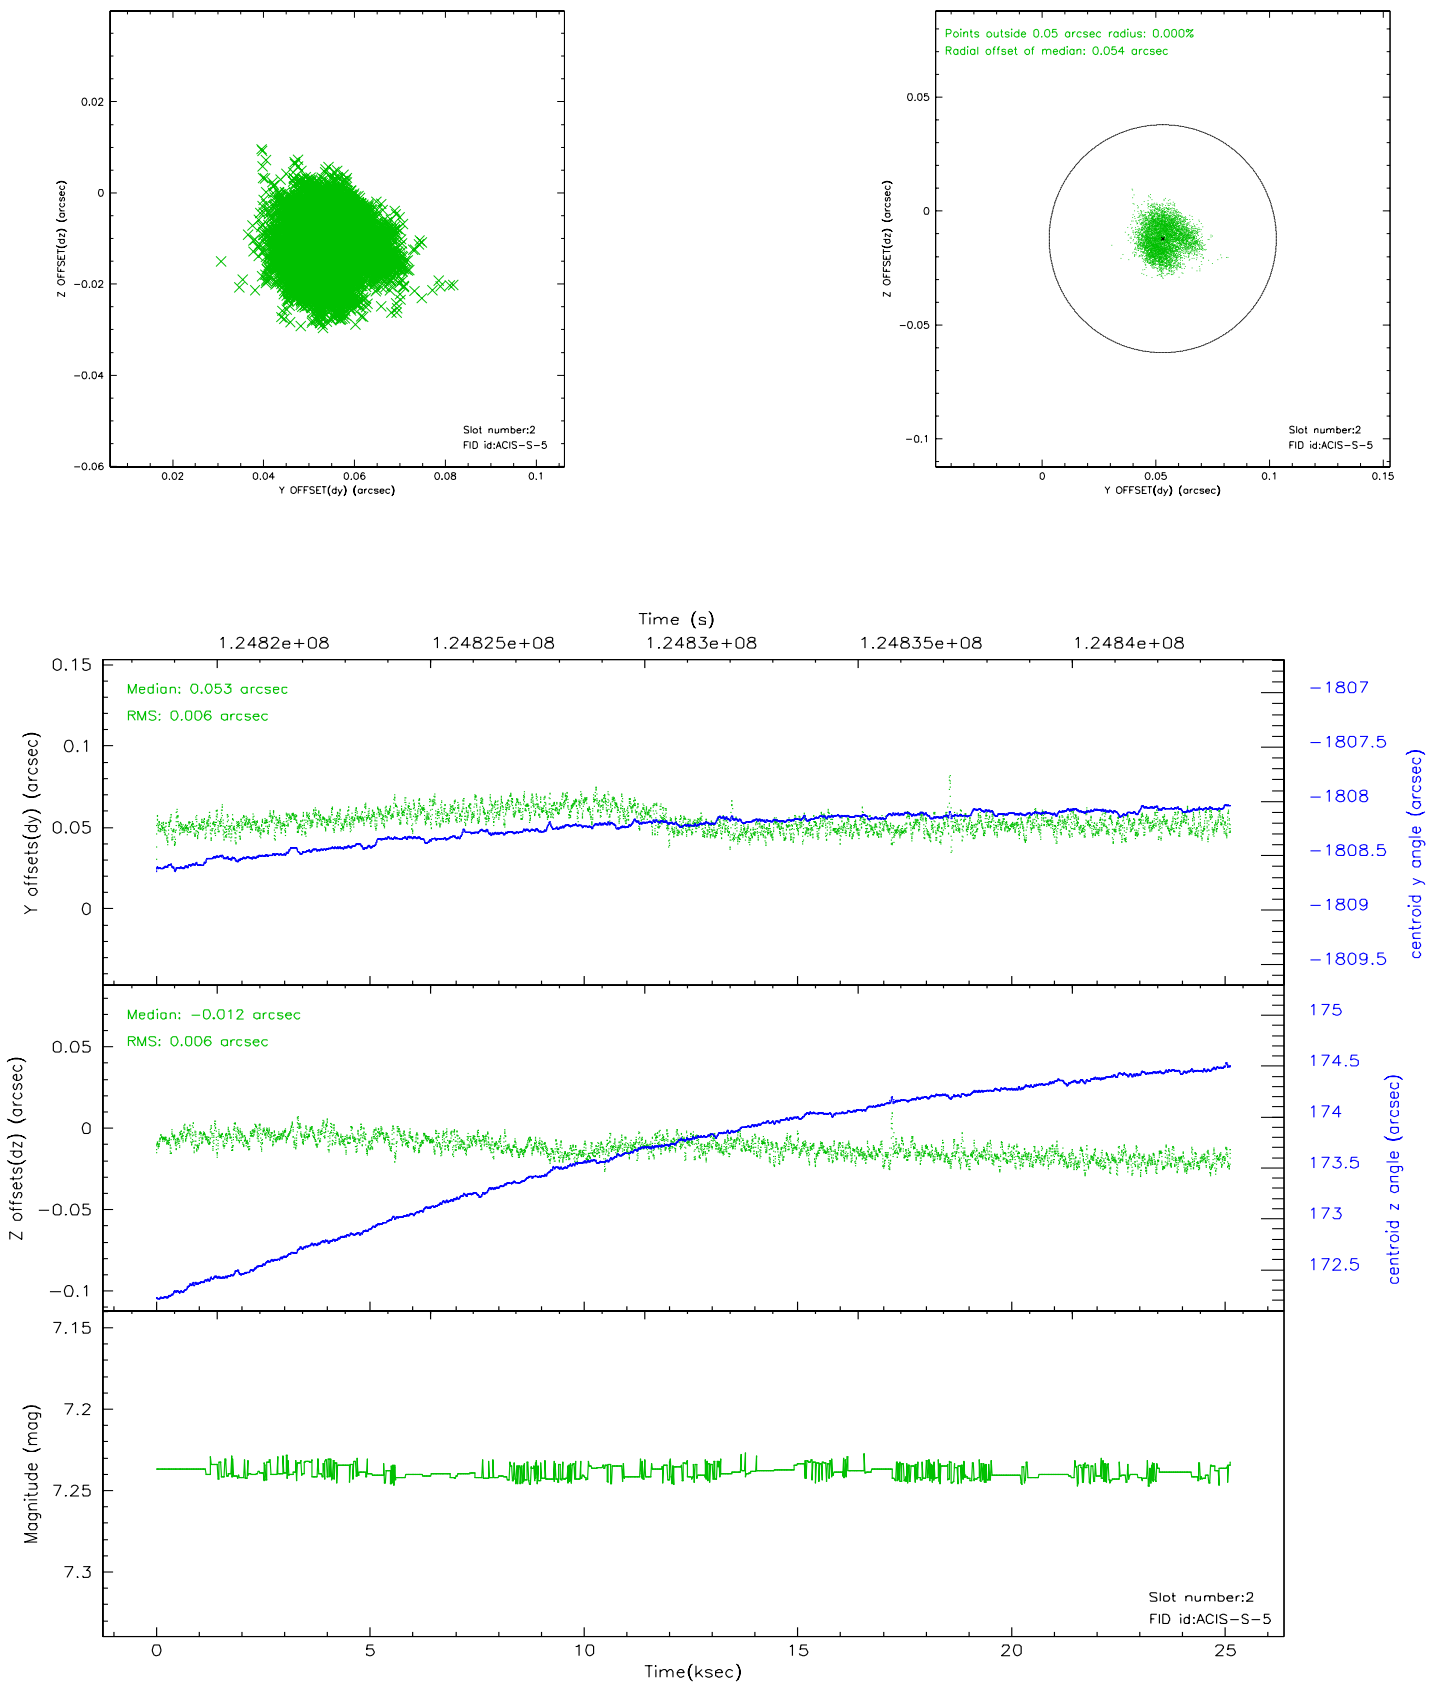 0.02
0
-0.02
-0.04
-0.06
Z OFFSET(dz) (arcsec)
Slot number:2
FID id:ACIS-S-5
0.02 0.04 0.06 0.08 0.1
Y OFFSET(dy) (arcsec)
Points outside 0.05 arcsec radius: 0.000%
Radial offset of median: 0.054 arcsec
0.05
0
-0.05
-0.1
Z OFFSET(dz) (arcsec)
Slot number:2
FID id:ACIS-S-5
0 0.05 0.1 0.15
Y OFFSET(dy) (arcsec)
Time (s)
1.2482e+08 1.24825e+08 1.2483e+08 1.24835e+08 1.2484e+08
0.15
0.1
0.05
0
Y offsets(dy) (arcsec)
Median: 0.053 arcsec
RMS: 0.006 arcsec
-1807
-1807.5
-1808
-1808.5
-1809
-1809.5
centroid y angle (arcsec)
0.05
0
-0.05
-0.1
Z offsets(dz) (arcsec)
Median: -0.012 arcsec
RMS: 0.006 arcsec
175
174.5
174
173.5
173
172.5
centroid z angle (arcsec)
7.15
7.2
7.25
7.3
Magnitude (mag)
Slot number:2
FID id:ACIS-S-5
0 5 10 15 20 25
Time(ksec)